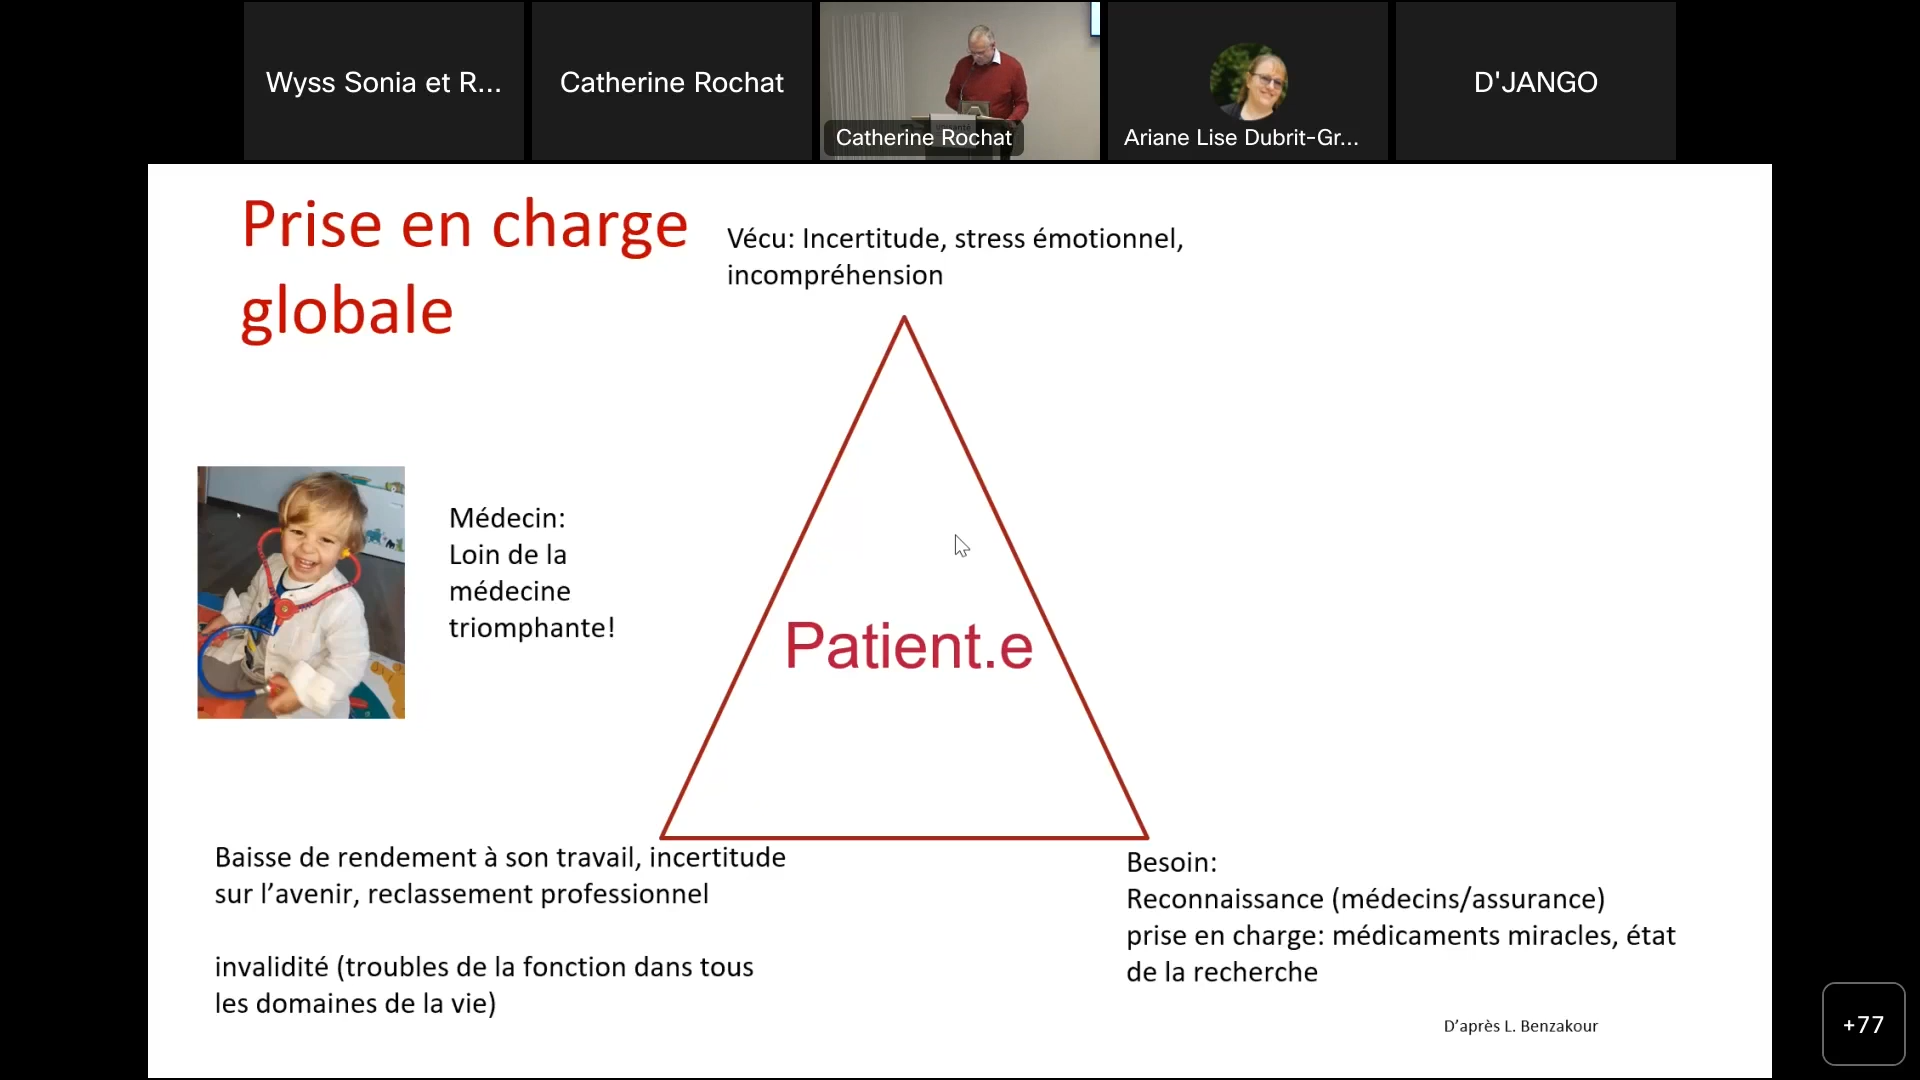 Wyss Sonia et R...
Catherine Rochat
Catherine Rochat
Ariane Lise Dubrit-Gr...
D'JANGO
Prise en charge
globale
Vécu: Incertitude, stress émotionnel,
incompréhension
Médecin:
Loin de la
médecine
triomphante!
Patient.e
Baisse de rendement à son travail, incertitude
sur l’avenir, reclassement professionnel
invalidité (troubles de la fonction dans tous
les domaines de la vie)
Besoin:
Reconnaissance (médecins/assurance)
prise en charge: médicaments miracles, état
de la recherche
D’après L. Benzakour
+77